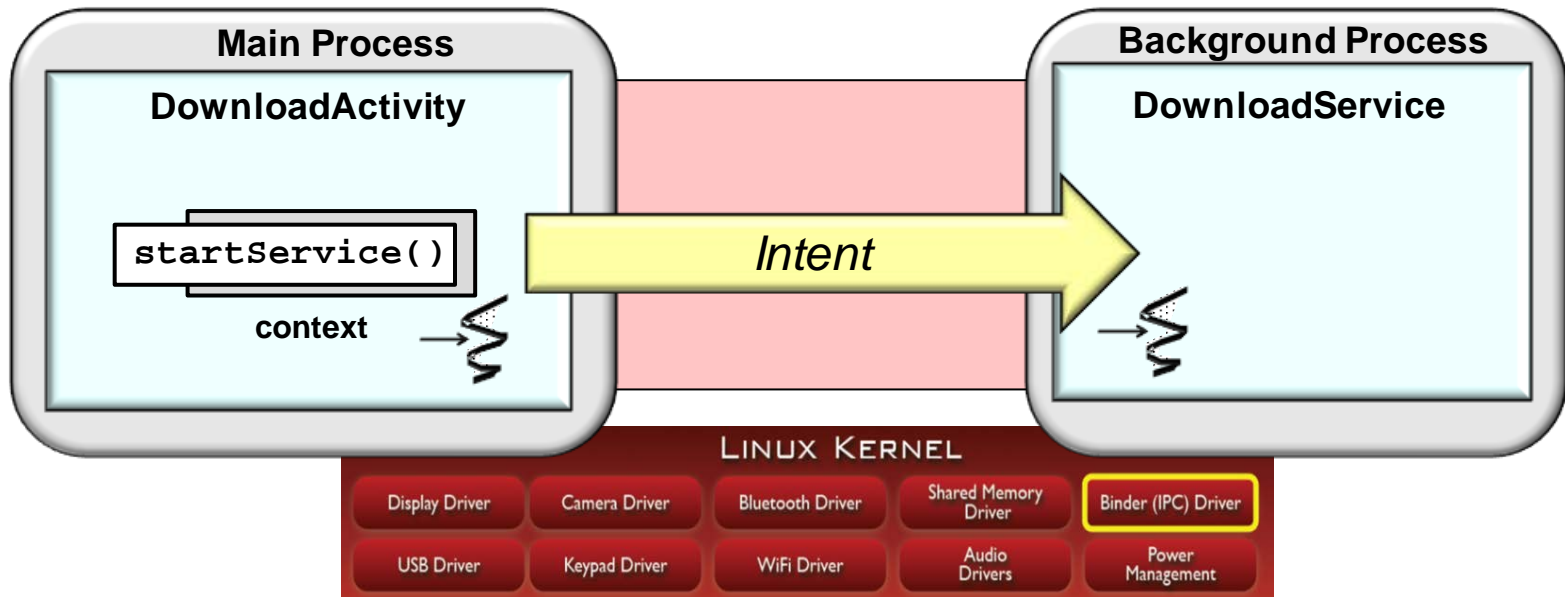 Main Process
DownloadActivity
startService()
context
Intent
Background Process
DownloadService
LINUX KERNEL
Display Driver
Camera Driver
Bluetooth Driver
Shared Memory
Driver
Binder (IPC) Driver
USB Driver
Keypad Driver
WiFi Driver
Audio
Drivers
Power
Management